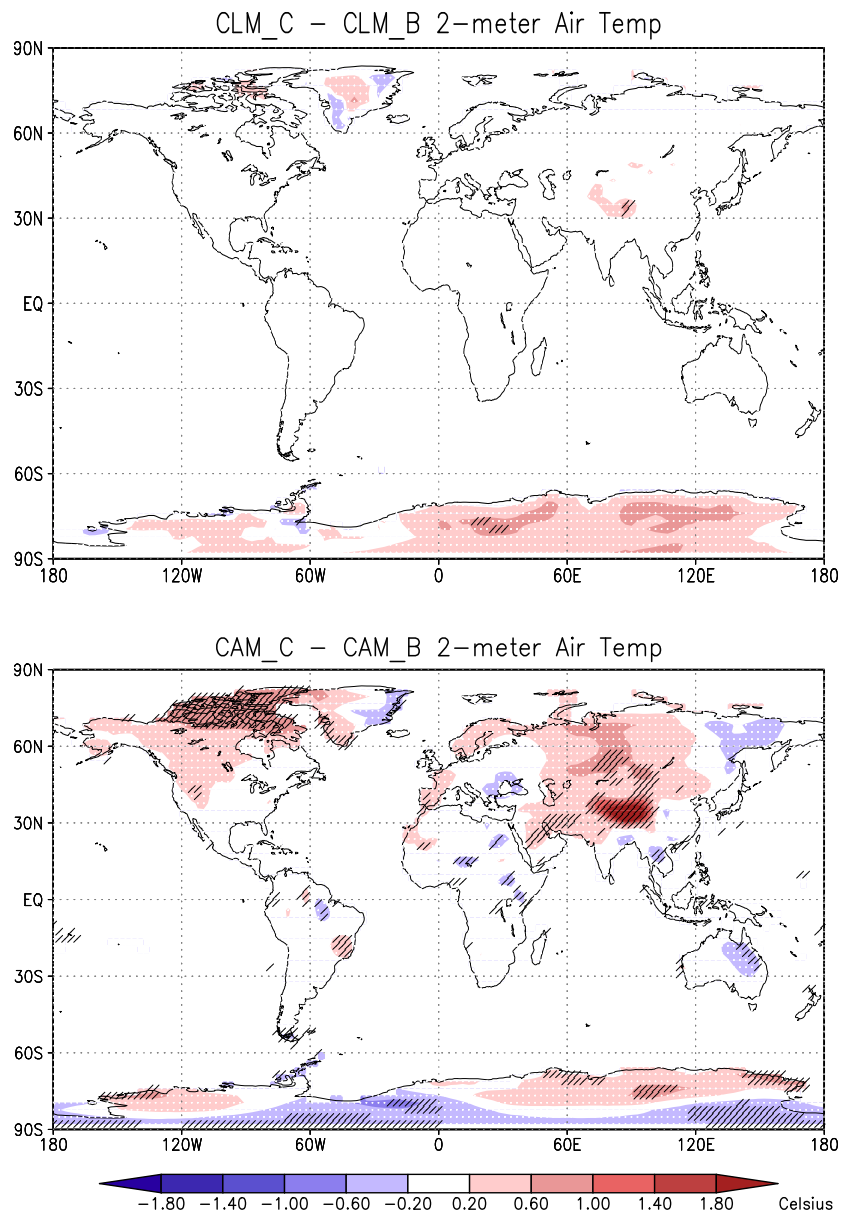 CLM_C − CLM_B 2−meter Air Temp
90N
60N
30N
EQ
30S
60S
90S
180 120W 60W 0 60E 120E 180
CAM_C − CAM_B 2−meter Air Temp
90N
60N
30N
EQ
30S
60S
90S
180 120W 60W 0 60E 120E 180
−1.80 −1.40 −1.00 −0.60 −0.20 0.20 0.60 1.00 1.40 1.80 Celsius